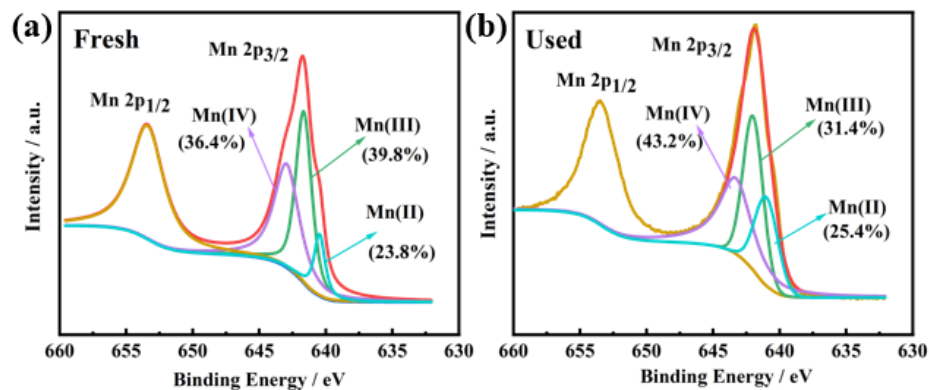 (a)
Fresh
Mn 2p3/2
Mn 2p1/2
Mn(IV)
(36.4%)
Mn(III)
(39.8%)
Mn(II)
(23.8%)
Intensity / a.u.
660 655 650 645 640 635 630
Binding Energy / eV
(b)
Used
Mn 2p3/2
Mn 2p1/2
Mn(IV)
(43.2%)
Mn(III)
(31.4%)
Mn(II)
(25.4%)
Intensity / a.u.
660 655 650 645 640 635 630
Binding Energy / eV